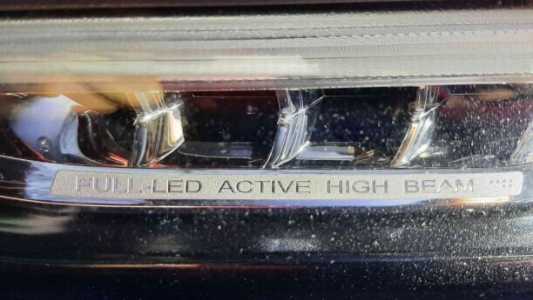 FULL-LED ACTIVE HIGH BEAM